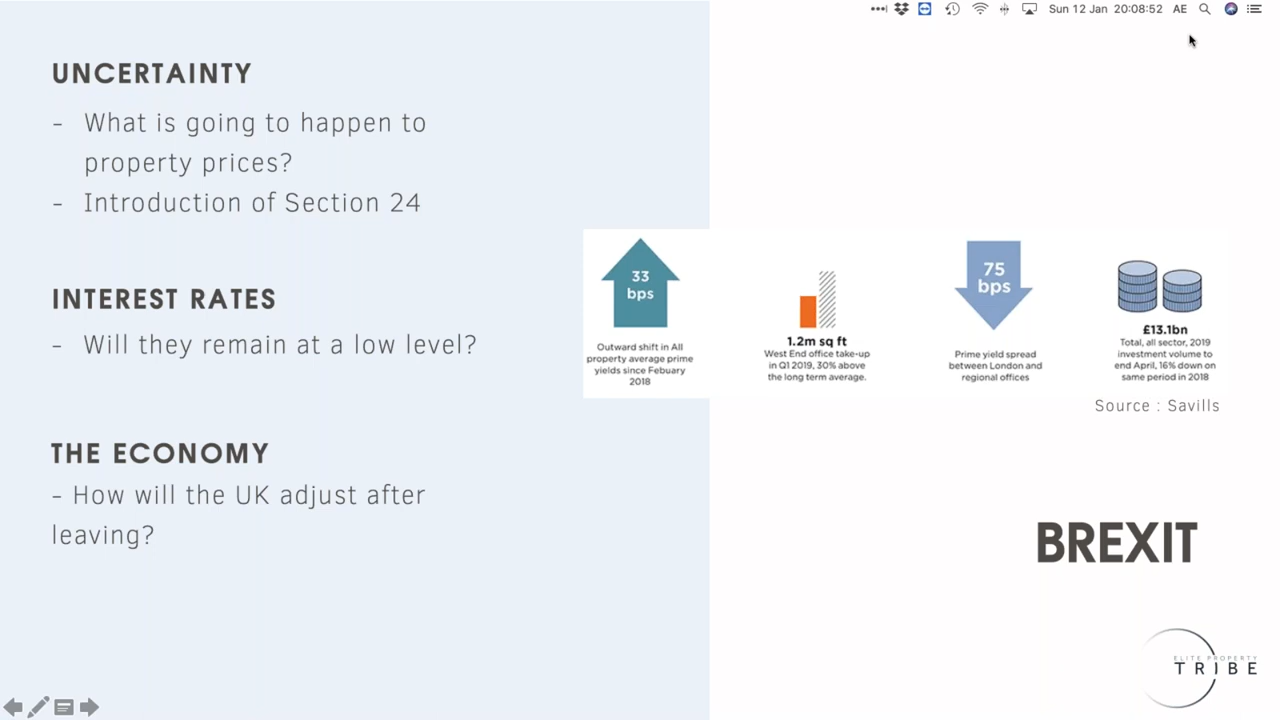 Sun 12 Jan 20:08:52 AE
UNCERTAINTY
- What is going to happen to
property prices?
- Introduction of Section 24
INTEREST RATES
- Will they remain at a low level?
THE ECONOMY
- How will the UK adjust after
leaving?
33
bps
Outward shift in All
property average prime
yields since Febuary
2018
1.2m sq ft
West End office take-up
in Q1 2019, 30% above
the long term average.
75
bps
Prime yield spread
between London and
regional offices
£13.1bn
Total, all sector, 2019
investment volume to
end April, 16% down on
same period in 2018
Source : Savills
BREXIT
ELITE PROPERTY
TRIBE